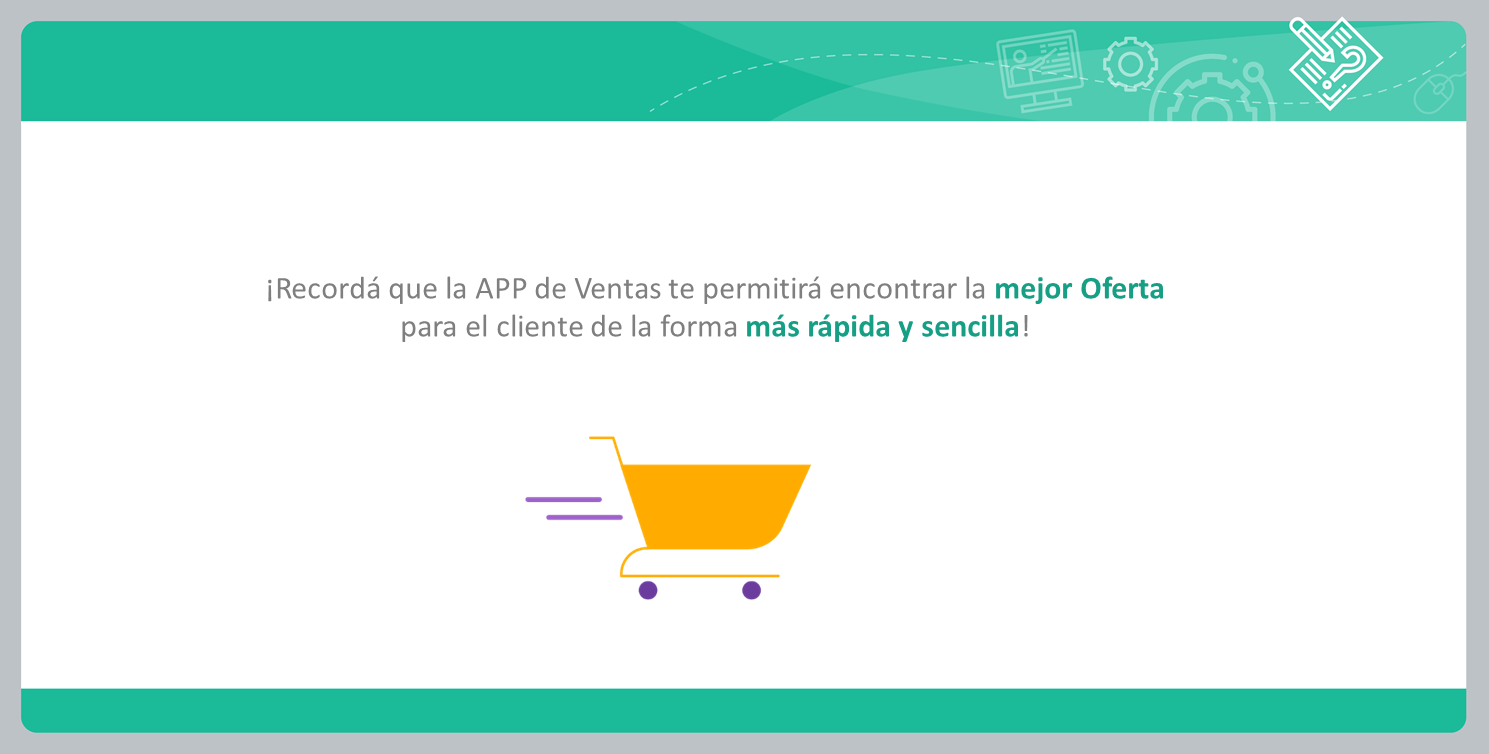 ¡Recordá que la APP de Ventas te permitirá encontrar la mejor Oferta
para el cliente de la forma más rápida y sencilla!